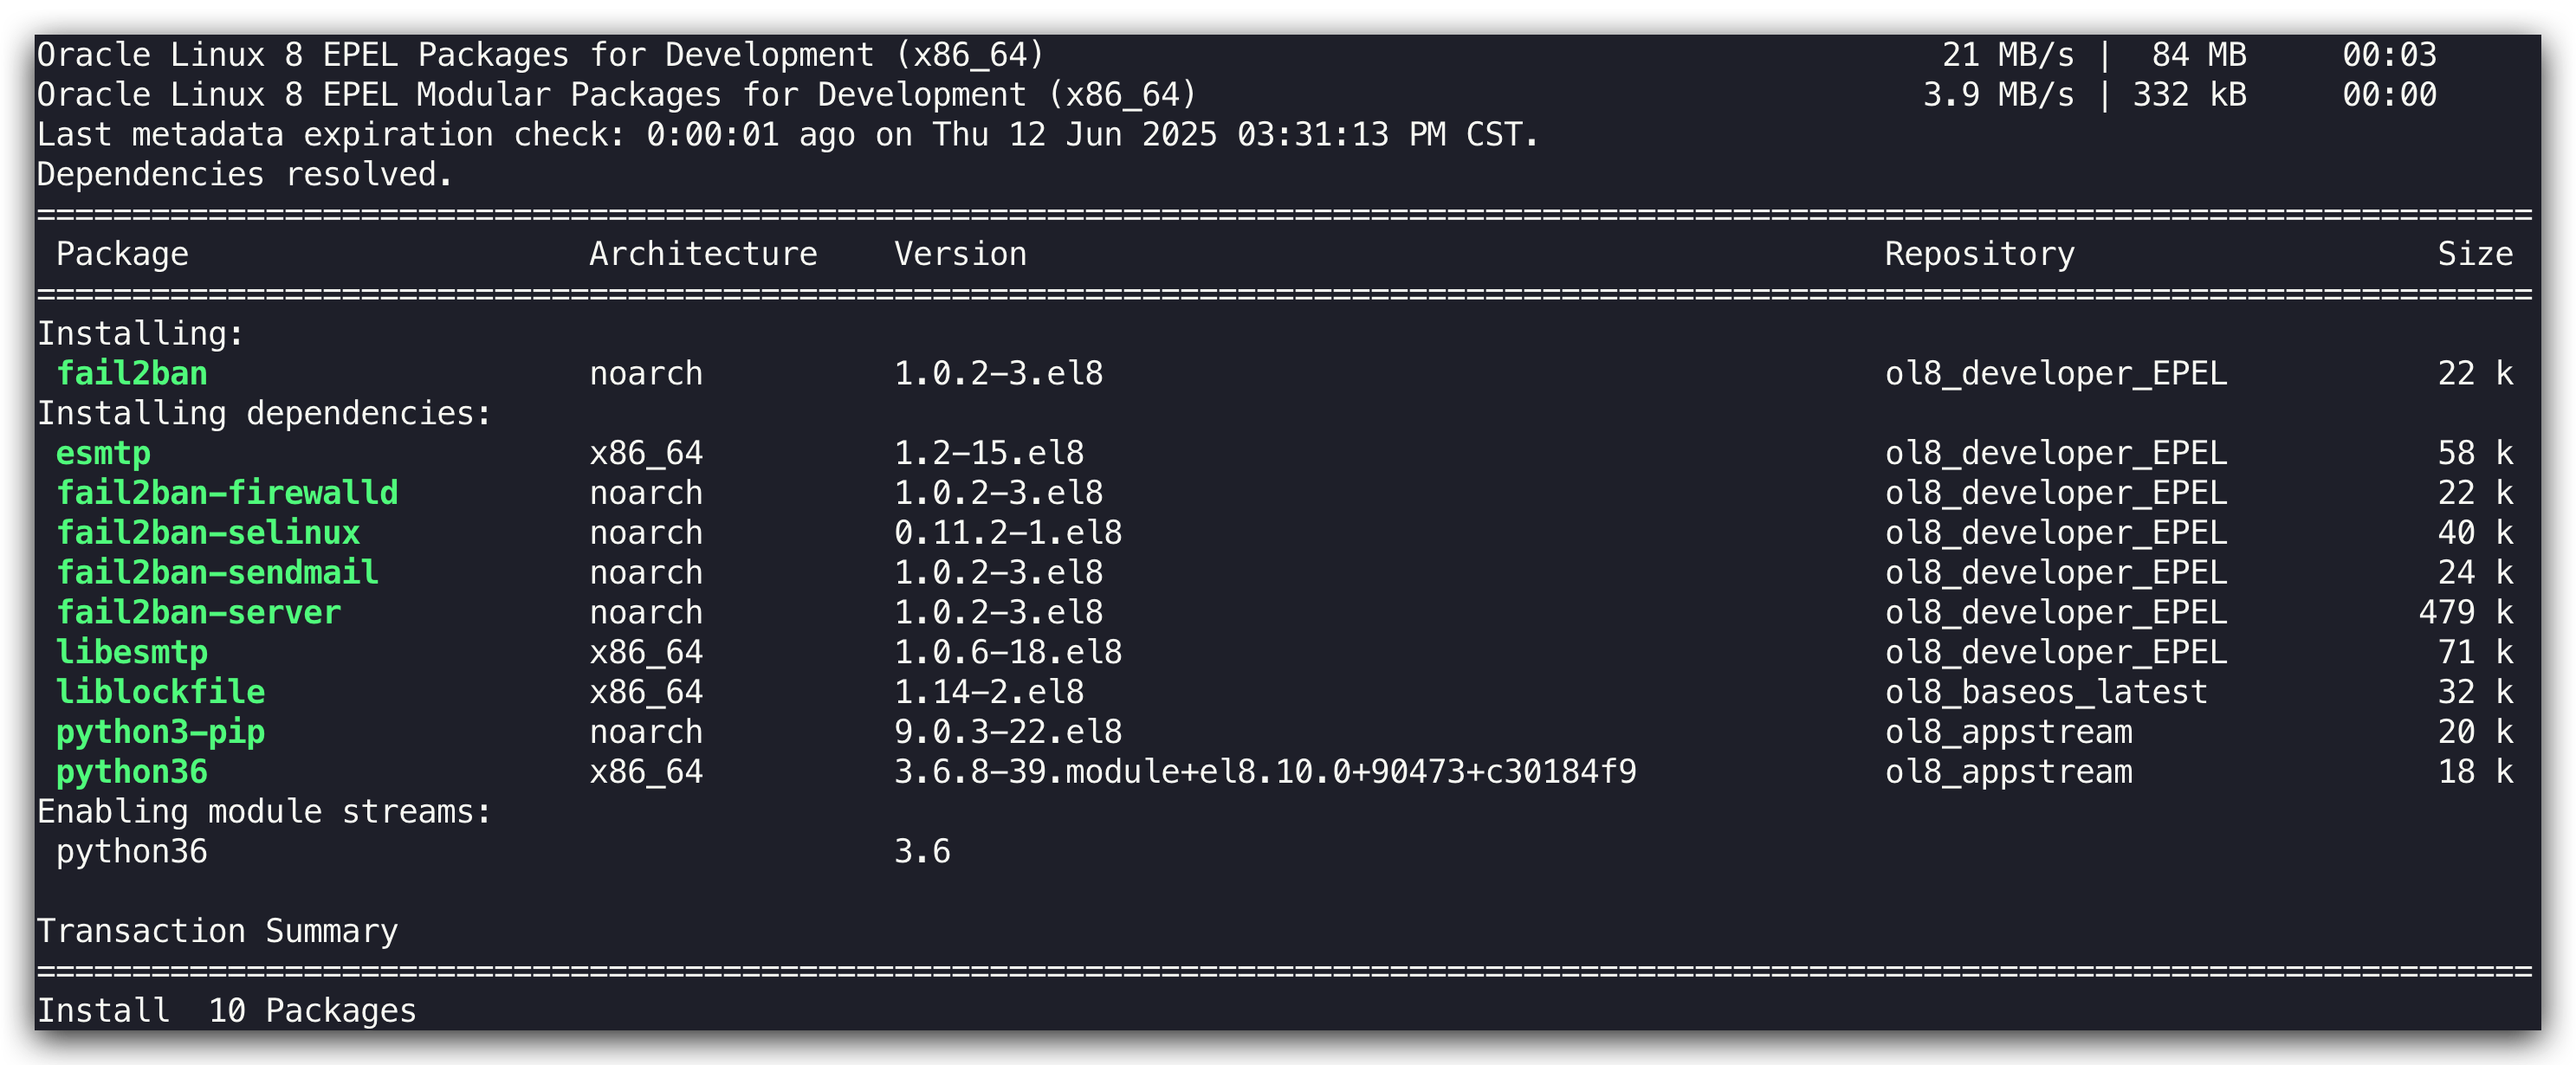 Oracle Linux 8 EPEL Packages for Development (x86_64)                                               21 MB/s |  84 MB     00:03
Oracle Linux 8 EPEL Modular Packages for Development (x86_64)                                      3.9 MB/s | 332 kB     00:00
Last metadata expiration check: 0:00:01 ago on Thu 12 Jun 2025 03:31:13 PM CST.
Dependencies resolved.
===================================================================================================================================
 Package                     Architecture    Version                                             Repository                   Size
===================================================================================================================================
Installing:
 fail2ban                    noarch          1.0.2-3.el8                                         ol8_developer_EPEL           22 k
Installing dependencies:
 esmtp                       x86_64          1.2-15.el8                                          ol8_developer_EPEL           58 k
 fail2ban-firewalld          noarch          1.0.2-3.el8                                         ol8_developer_EPEL           22 k
 fail2ban-selinux            noarch          0.11.2-1.el8                                        ol8_developer_EPEL           40 k
 fail2ban-sendmail           noarch          1.0.2-3.el8                                         ol8_developer_EPEL           24 k
 fail2ban-server             noarch          1.0.2-3.el8                                         ol8_developer_EPEL          479 k
 libesmtp                    x86_64          1.0.6-18.el8                                        ol8_developer_EPEL           71 k
 liblockfile                 x86_64          1.14-2.el8                                          ol8_baseos_latest            32 k
 python3-pip                 noarch          9.0.3-22.el8                                        ol8_appstream                20 k
 python36                    x86_64          3.6.8-39.module+el8.10.0+90473+c30184f9             ol8_appstream                18 k
Enabling module streams:
 python36                                    3.6
Transaction Summary
===================================================================================================================================
Install  10 Packages